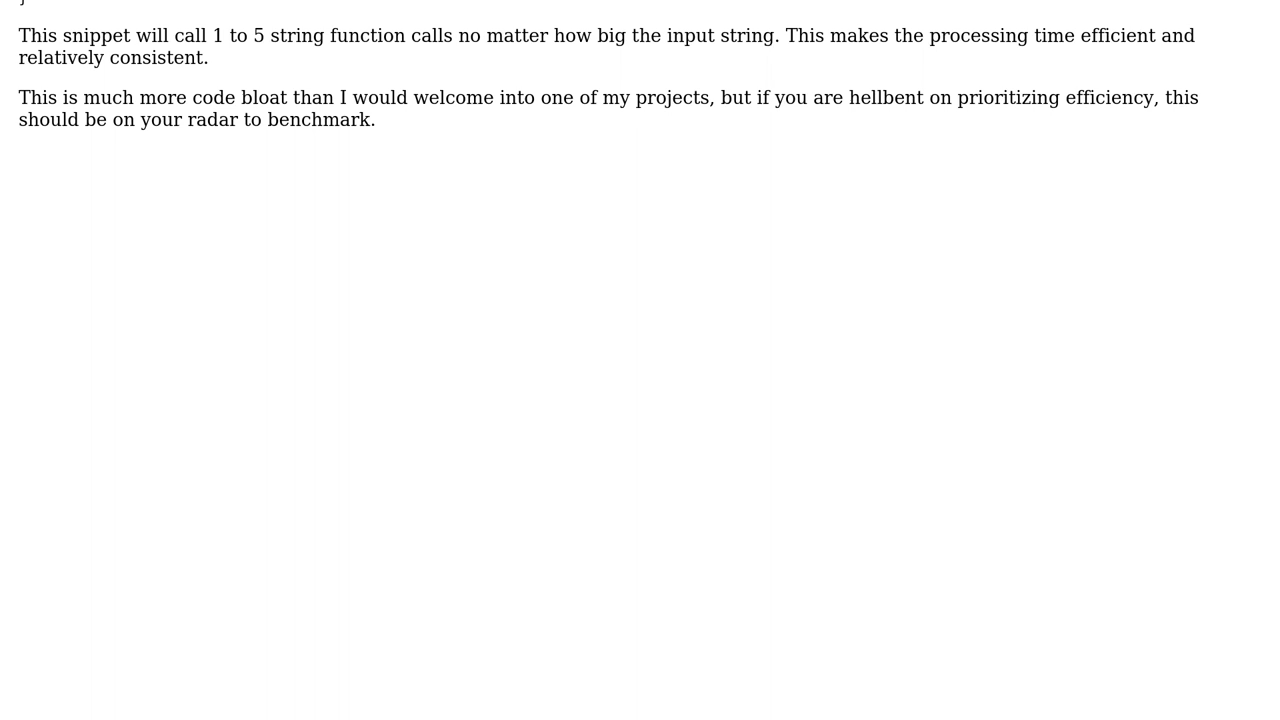 }
This snippet will call 1 to 5 string function calls no matter how big the input string. This makes the processing time efficient and
relatively consistent.
This is much more code bloat than I would welcome into one of my projects, but if you are hellbent on prioritizing efficiency, this
should be on your radar to benchmark.